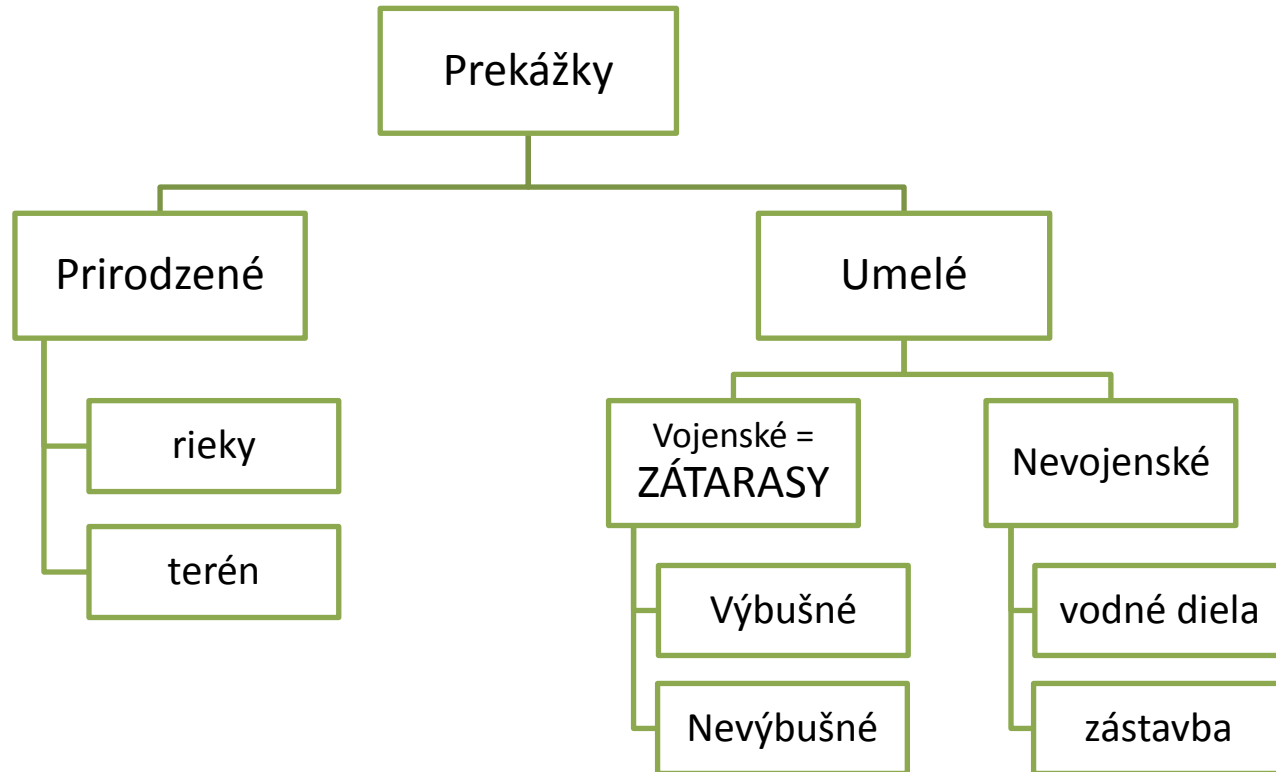 Prekážky
Prirodzené
Umelé
rieky
terén
Vojenské =
ZÁTARASY
Nevojenské
Výbušné
Nevýbušné
vodné diela
zástavba